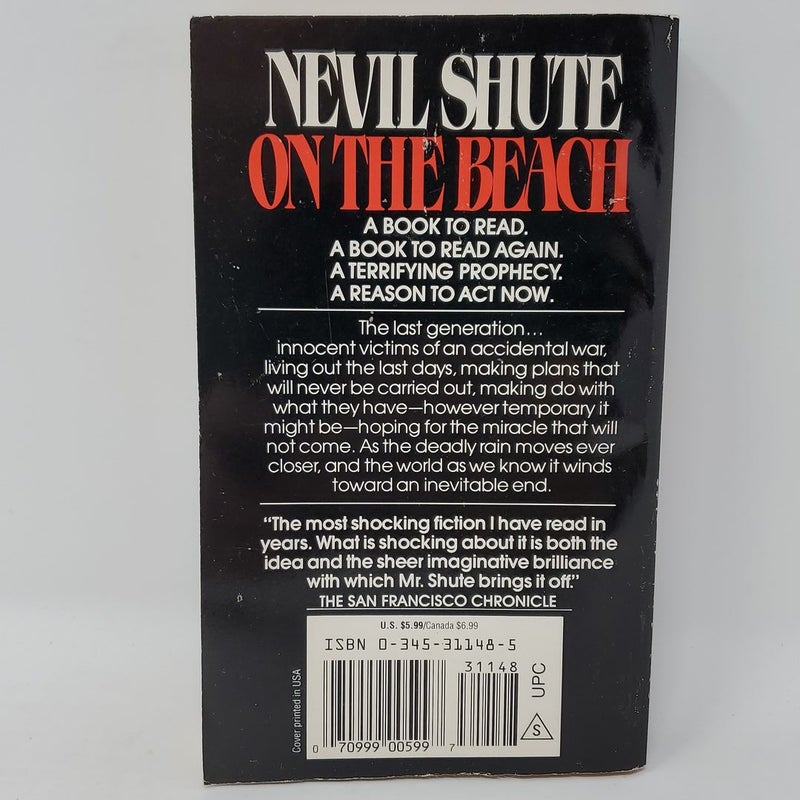 NEVIL SHUTE
ON THE BEACH
A BOOK TO READ.
A BOOK TO READ AGAIN.
A TERRIFYING PROPHECY.
A REASON TO ACT NOW.
The last generation...
innocent victims of an accidental war,
living out the last days, making plans that
will never be carried out, making do with
what they have—however temporary it
might be—hoping for the miracle that will
not come. As the deadly rain moves ever
closer, and the world as we know it winds
toward an inevitable end.
"The most shocking fiction I have read in
years. What is shocking about it is both the
idea and the sheer imaginative brilliance
with which Mr. Shute brings it off."
THE SAN FRANCISCO CHRONICLE
U.S. $5.99/Canada $6.99
ISBN 0-345-31148-5
31148
UPC
S
0 70999 00599 7
Cover printed in USA